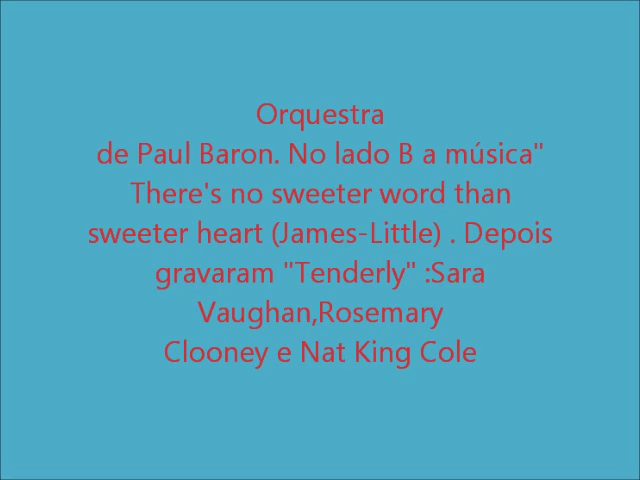 Orquestra
de Paul Baron. No lado B a música"
There's no sweeter word than
sweeter heart (James-Little) . Depois
gravaram "Tenderly" :Sara
Vaughan,Rosemary
Clooney e Nat King Cole